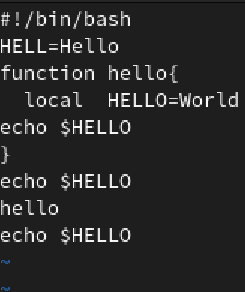 #!/bin/bash
HELL=Hello
function hello{
  local  HELLO=World
echo $HELLO
}
echo $HELLO
hello
echo $HELLO
~
~